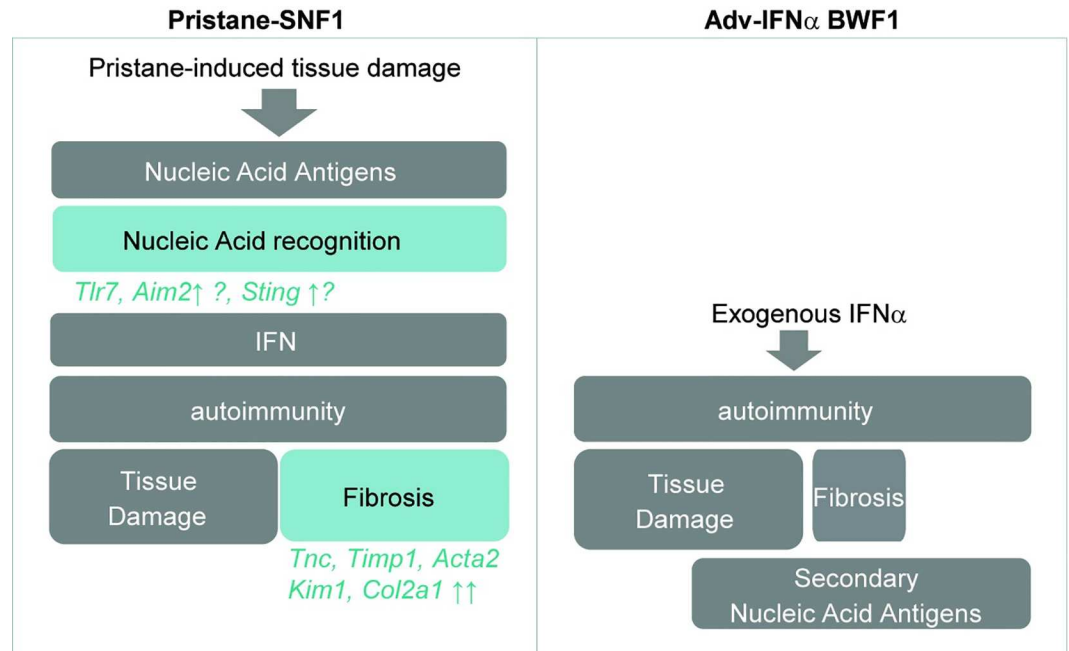 Pristane-SNF1
Pristane-induced tissue damage
Nucleic Acid Antigens
Nucleic Acid recognition
Tlr7, Aim2↑ ?, Sting ↑?
IFN
autoimmunity
Tissue
Damage
Fibrosis
Tnc, Timp1, Acta2
Kim1, Col2a1 ↑↑
Adv-IFNα BWF1
Exogenous IFNα
autoimmunity
Tissue
Damage
Fibrosis
Secondary
Nucleic Acid Antigens